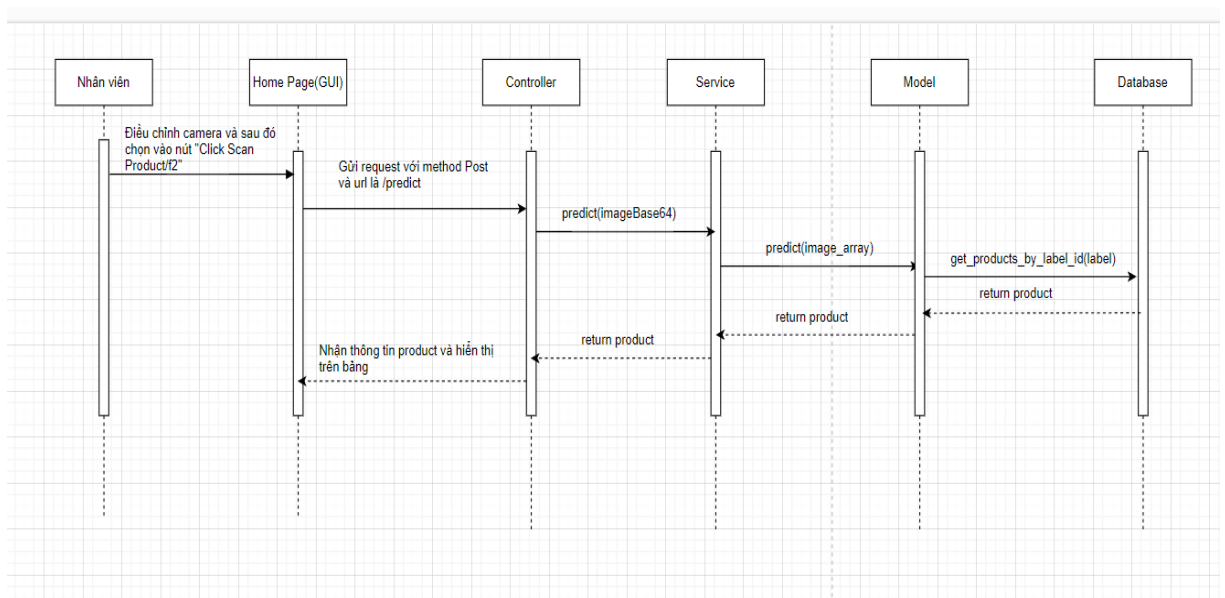 Nhân viên
Home Page(GUI)
Controller
Service
Model
Database
Điều chỉnh camera và sau đó
chọn vào nút "Click Scan
Product/f2"
Gửi request với method Post
và url là /predict
predict(imageBase64)
predict(image_array)
get_products_by_label_id(label)
return product
return product
return product
Nhận thông tin product và hiển thị
trên bảng